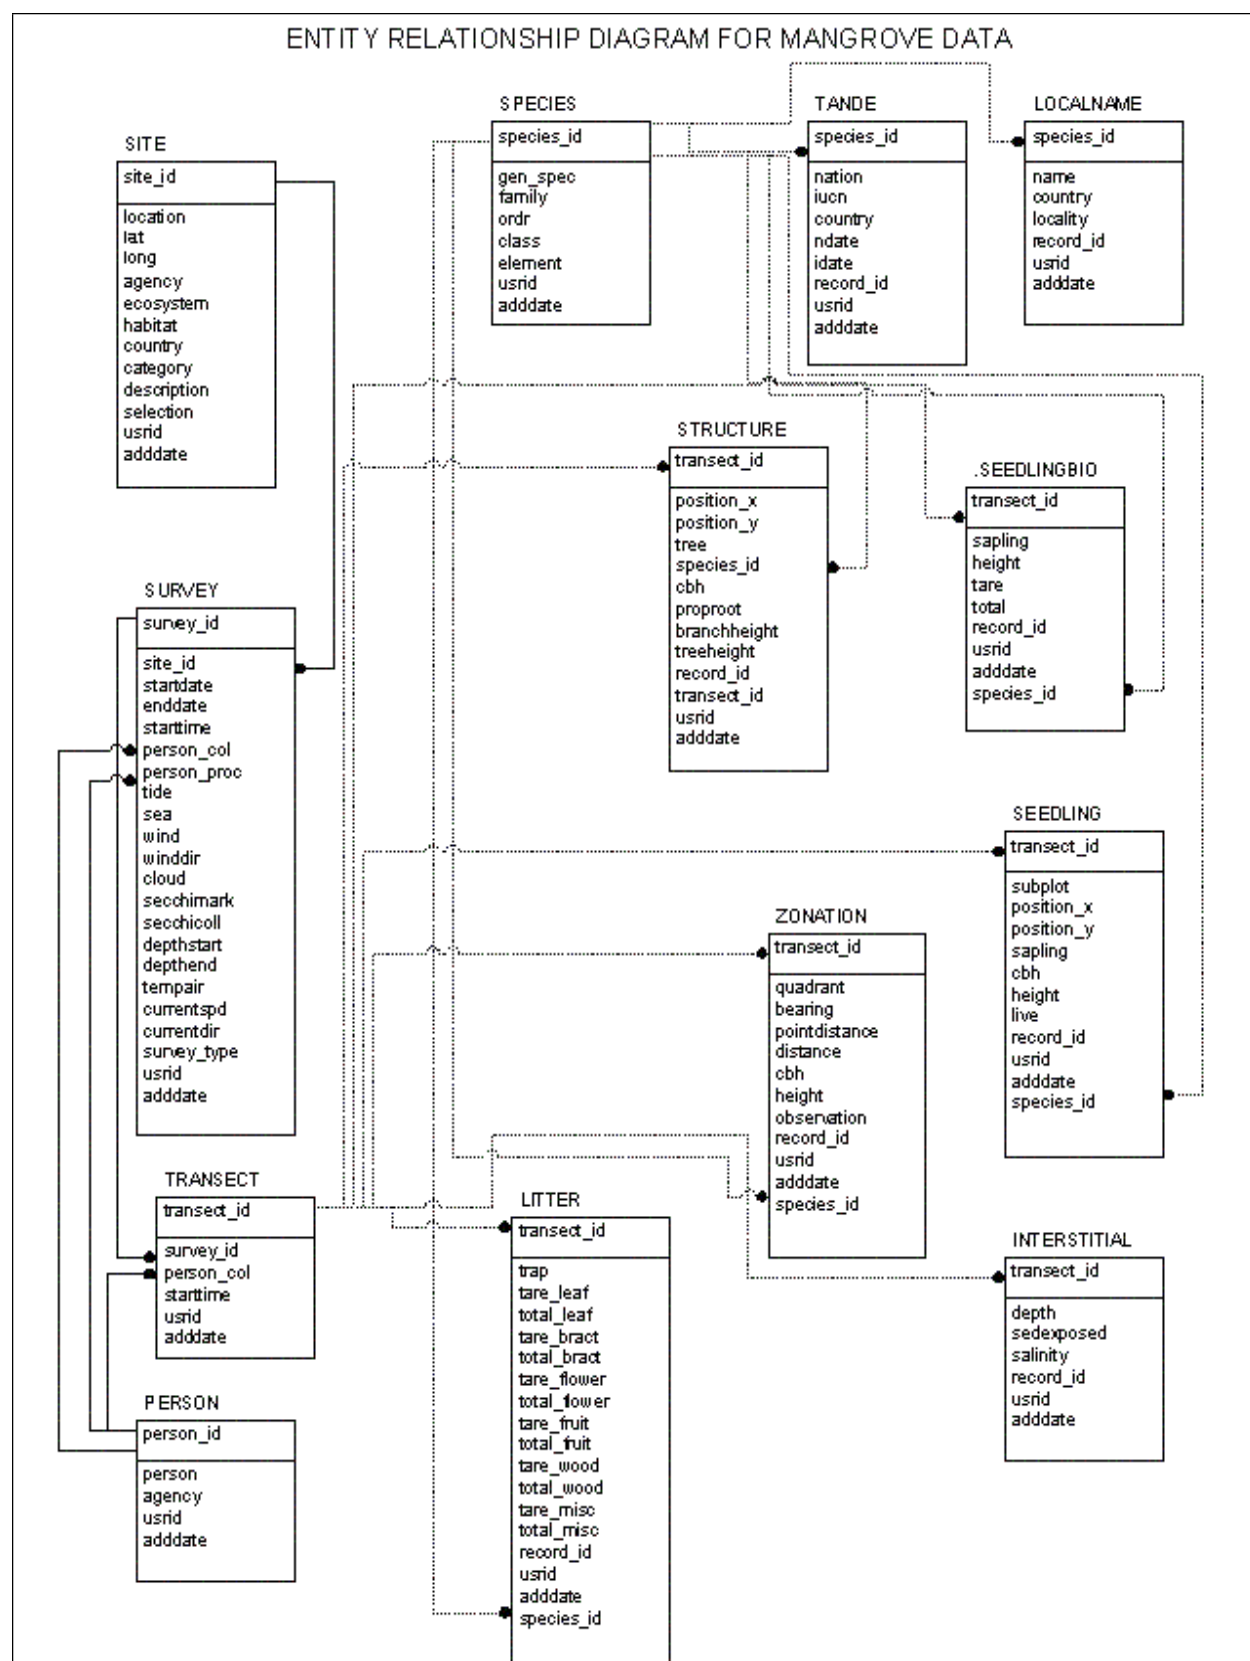 ENTITY RELATIONSHIP DIAGRAM FOR MANGROVE DATA
SPECIES
species_id
gen_spec
family
ordr
class
element
usrid
adddate
TANDE
species_id
nation
iucn
country
ndate
idate
record_id
usrid
adddate
LOCALNAME
species_id
name
country
locality
record_id
usrid
adddate
SITE
site_id
location
lat
long
agency
ecosystem
habitat
country
category
description
selection
usrid
adddate
STRUCTURE
transect_id
position_x
position_y
tree
species_id
cbh
proproot
branchheight
treeheight
record_id
transect_id
usrid
adddate
.SEEDLINGBIO
transect_id
sapling
height
tare
total
record_id
usrid
adddate
species_id
SURVEY
survey_id
site_id
startdate
enddate
starttime
person_col
person_proc
tide
sea
wind
winddir
cloud
secchimark
secchicoll
depthstart
depthend
tempair
currentspd
currentdir
survey_type
usrid
adddate
SEEDLING
transect_id
subplot
position_x
position_y
sapling
cbh
height
live
record_id
usrid
adddate
species_id
ZONATION
transect_id
quadrant
bearing
pointdistance
distance
cbh
height
observation
record_id
usrid
adddate
species_id
TRANSECT
transect_id
survey_id
person_col
starttime
usrid
adddate
LITTER
transect_id
trap
tare_leaf
total_leaf
tare_bract
total_bract
tare_flower
total_flower
tare_fruit
total_fruit
tare_wood
total_wood
tare_misc
total_misc
record_id
usrid
adddate
species_id
INTERSTITIAL
transect_id
depth
sedexposed
salinity
record_id
usrid
adddate
PERSON
person_id
person
agency
usrid
adddate